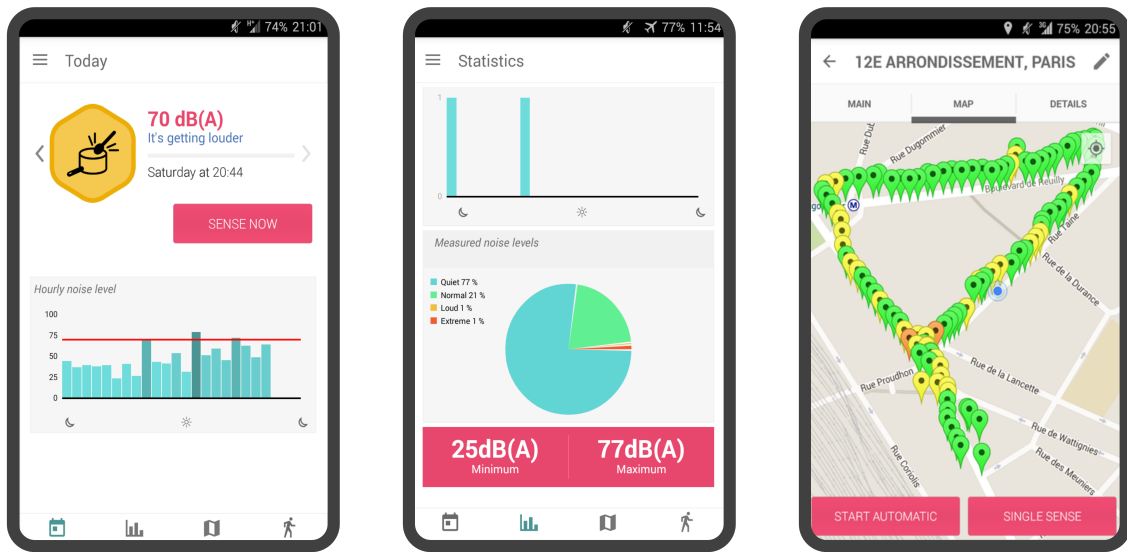 74% 21:01
Today
70 dB(A)
It's getting louder
Saturday at 20:44
SENSE NOW
Hourly noise level
100
75
50
25
0
77% 11:54
Statistics
1
0
Measured noise levels
Quiet 77 %
Normal 21 %
Loud 1 %
Extreme 1 %
25dB(A)
Minimum
77dB(A)
Maximum
3G 75% 20:55
12E ARRONDISSEMENT, PARIS
MAIN
MAP
DETAILS
Rue Dugommier
Boulevard de Reuilly
M
Rue Taine
Rue de la Durance
Rue Proudhon
Rue de la Lancette
Rue de Wattignies
Rue des Meuniers
Rue Coriolis
START AUTOMATIC
SINGLE SENSE